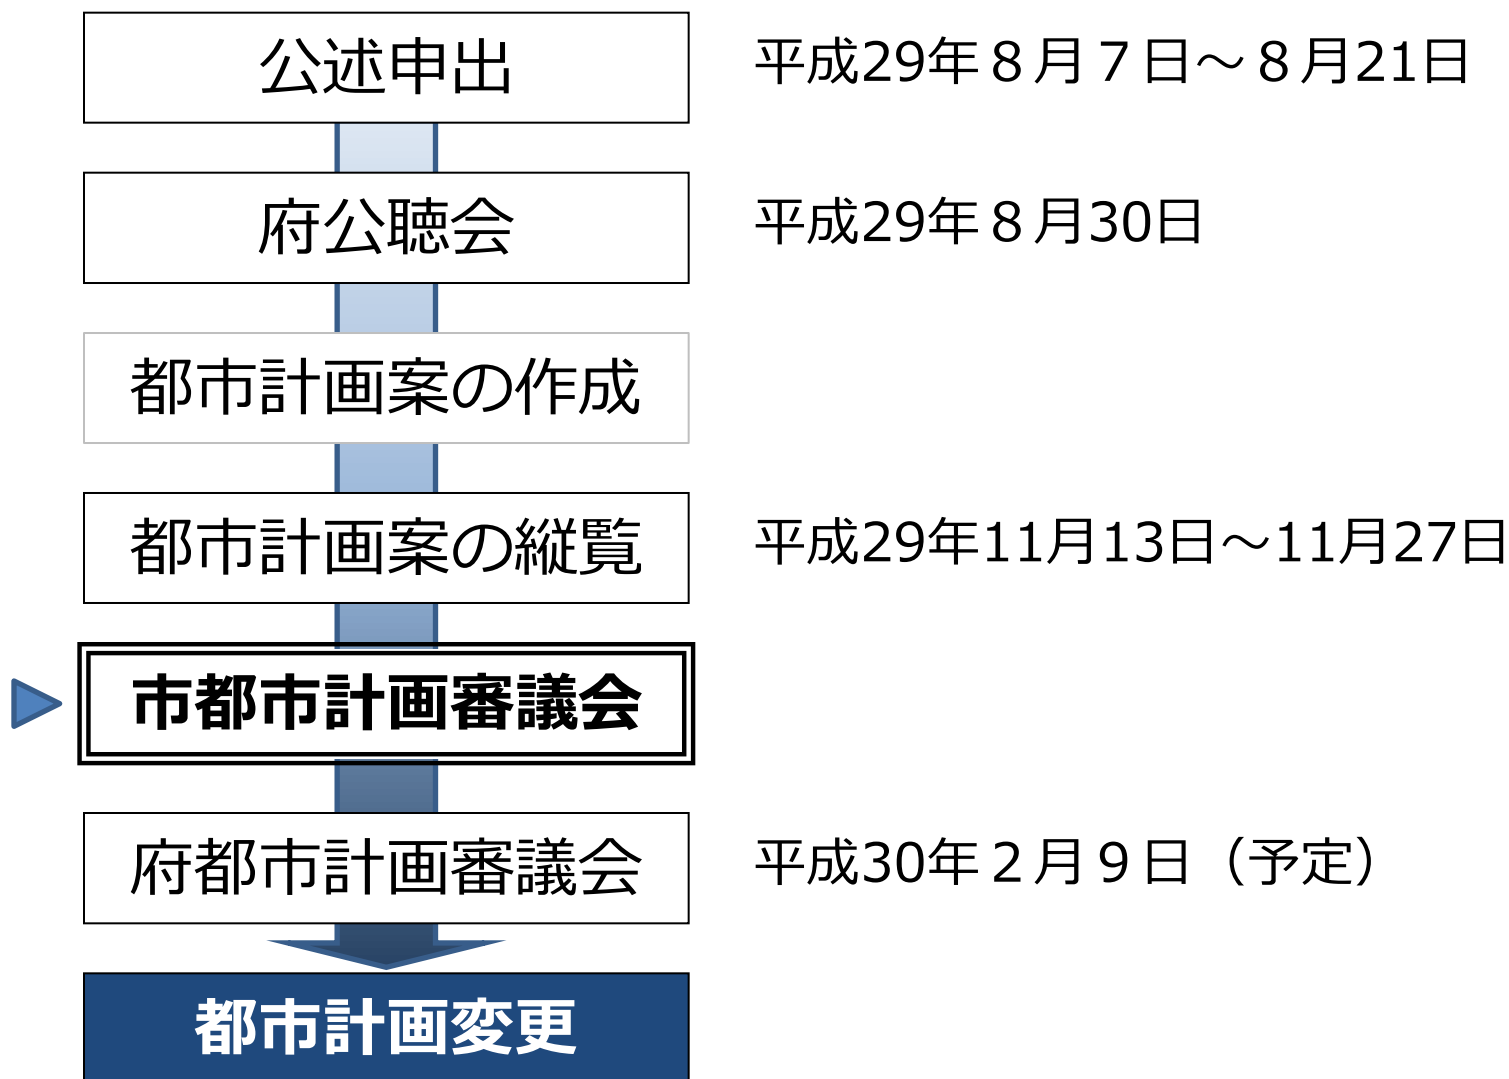 公述申出
平成29年８月７日～８月21日
府公聴会
平成29年８月30日
都市計画案の作成
都市計画案の縦覧
平成29年11月13日～11月27日
市都市計画審議会
府都市計画審議会
平成30年２月９日（予定）
都市計画変更